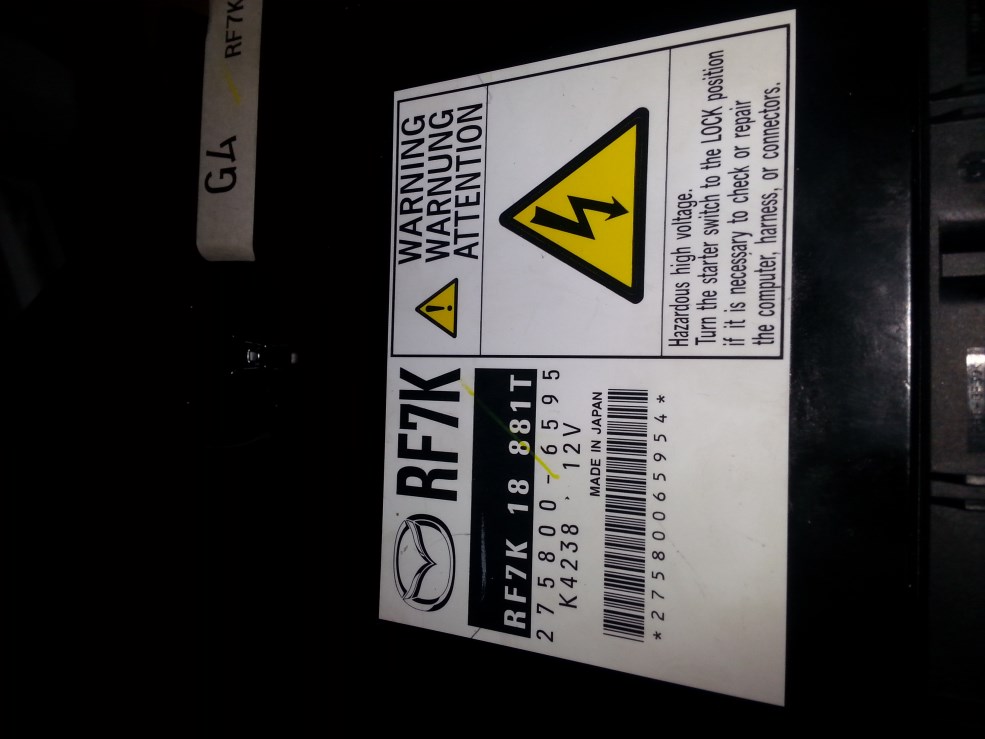 G4 RF7K
RF7K
RF7K 18 881T
275800-6595
K4238 12V
MADE IN JAPAN
*27580065954*
WARNING
WARNUNG
ATTENTION
Hazardous high voltage.
Turn the starter switch to the LOCK position
if it is necessary to check or repair
the computer, harness, or connectors.